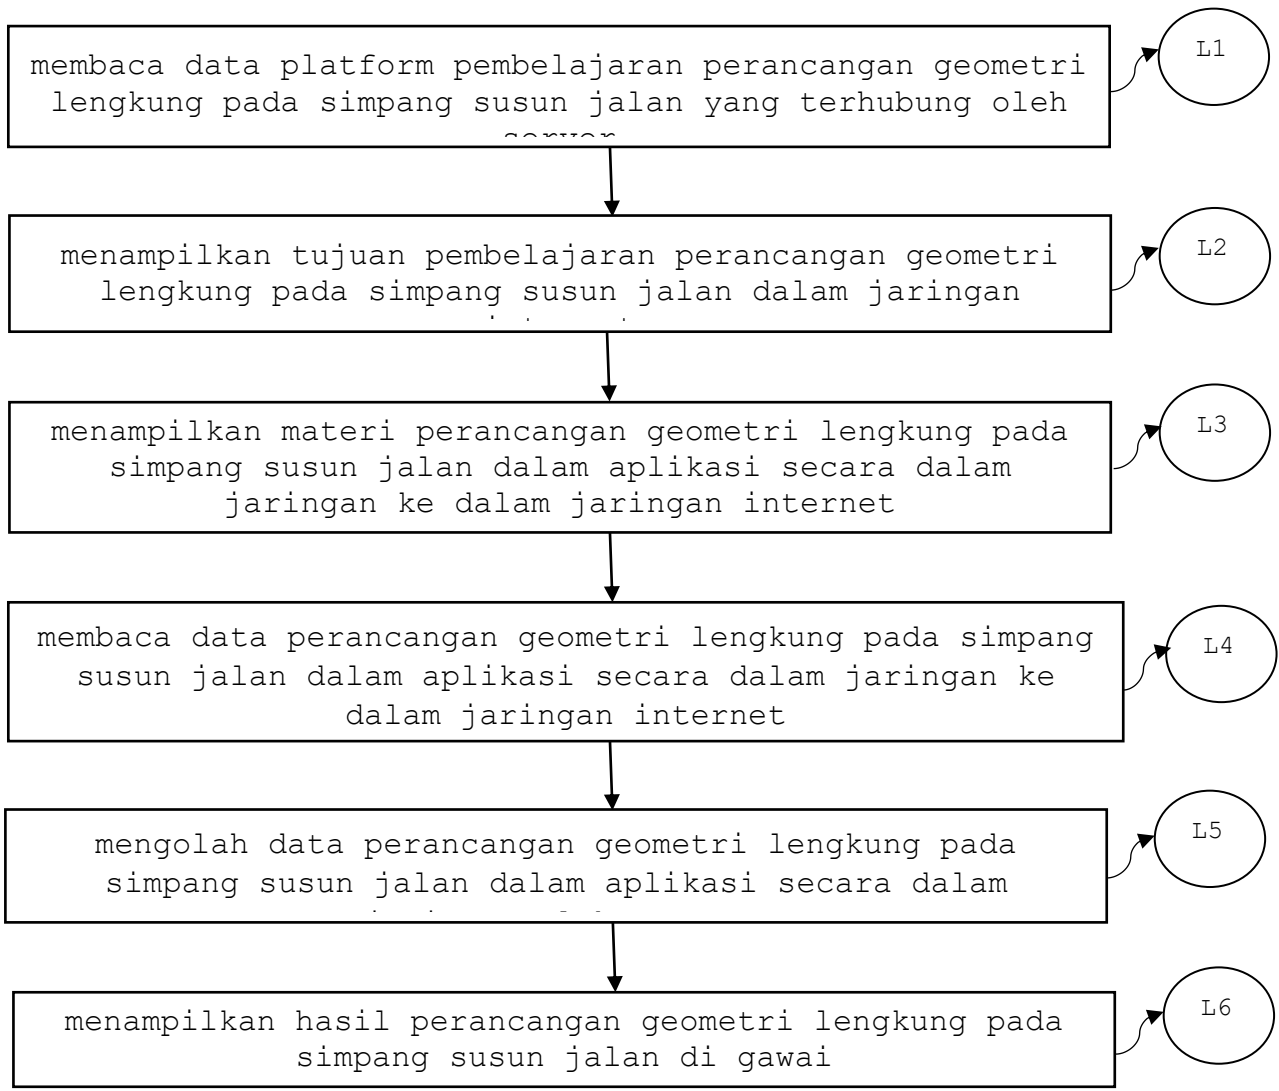 membaca data platform pembelajaran perancangan geometri
lengkung pada simpang susun jalan yang terhubung oleh
server
L1
menampilkan tujuan pembelajaran perancangan geometri
lengkung pada simpang susun jalan dalam jaringan
L2
menampilkan materi perancangan geometri lengkung pada
simpang susun jalan dalam aplikasi secara dalam
jaringan ke dalam jaringan internet
L3
membaca data perancangan geometri lengkung pada simpang
susun jalan dalam aplikasi secara dalam jaringan ke
dalam jaringan internet
L4
mengolah data perancangan geometri lengkung pada
simpang susun jalan dalam aplikasi secara dalam
L5
menampilkan hasil perancangan geometri lengkung pada
simpang susun jalan di gawai
L6